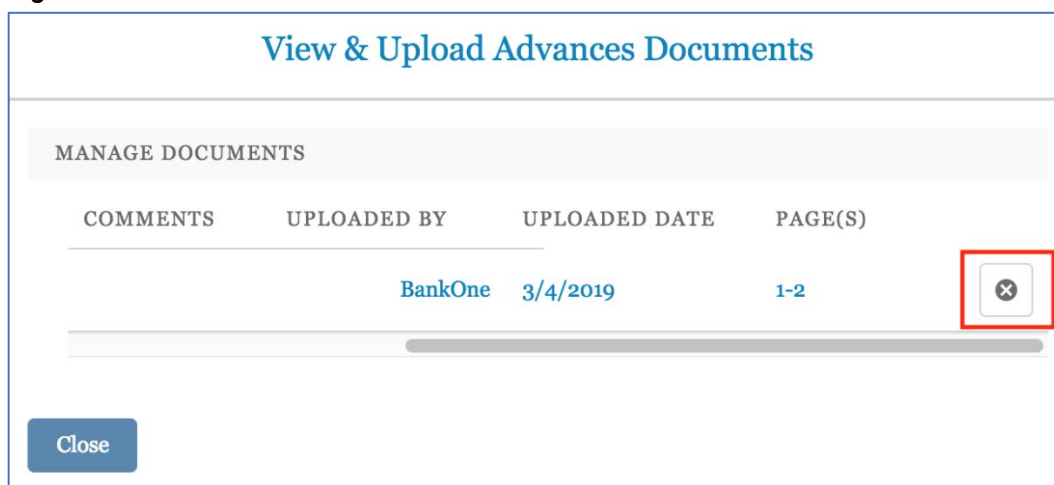 View & Upload Advances Documents
MANAGE DOCUMENTS
COMMENTS UPLOADED BY UPLOADED DATE PAGE(S)
BankOne 3/4/2019 1-2
Close